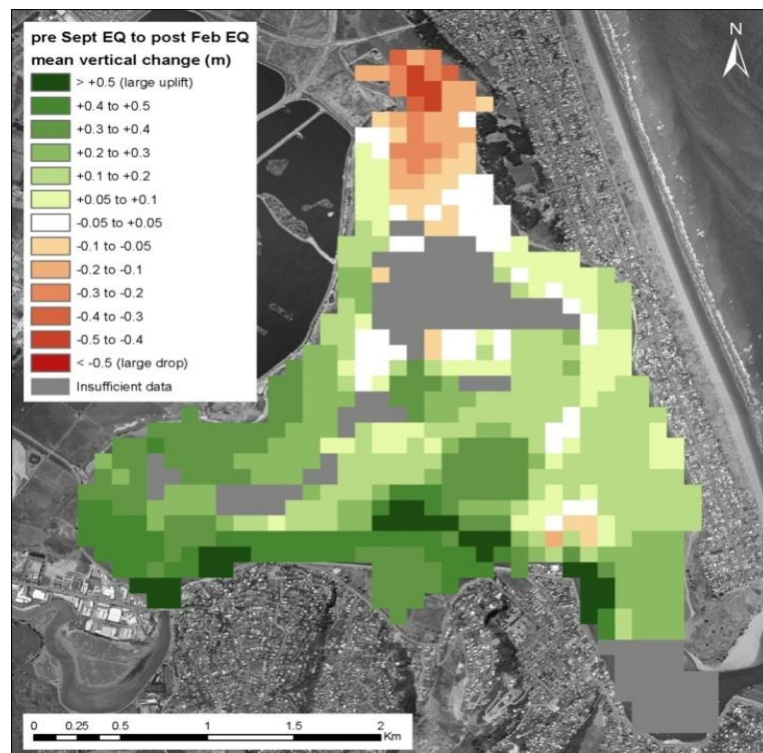 pre Sept EQ to post Feb EQ
mean vertical change (m)
> +0.5 (large uplift)
+0.4 to +0.5
+0.3 to +0.4
+0.2 to +0.3
+0.1 to +0.2
+0.05 to +0.1
-0.05 to +0.05
-0.1 to -0.05
-0.2 to -0.1
-0.3 to -0.2
-0.4 to -0.3
-0.5 to -0.4
< -0.5 (large drop)
Insufficient data
N
0 0.25 0.5 1 1.5 2
Km